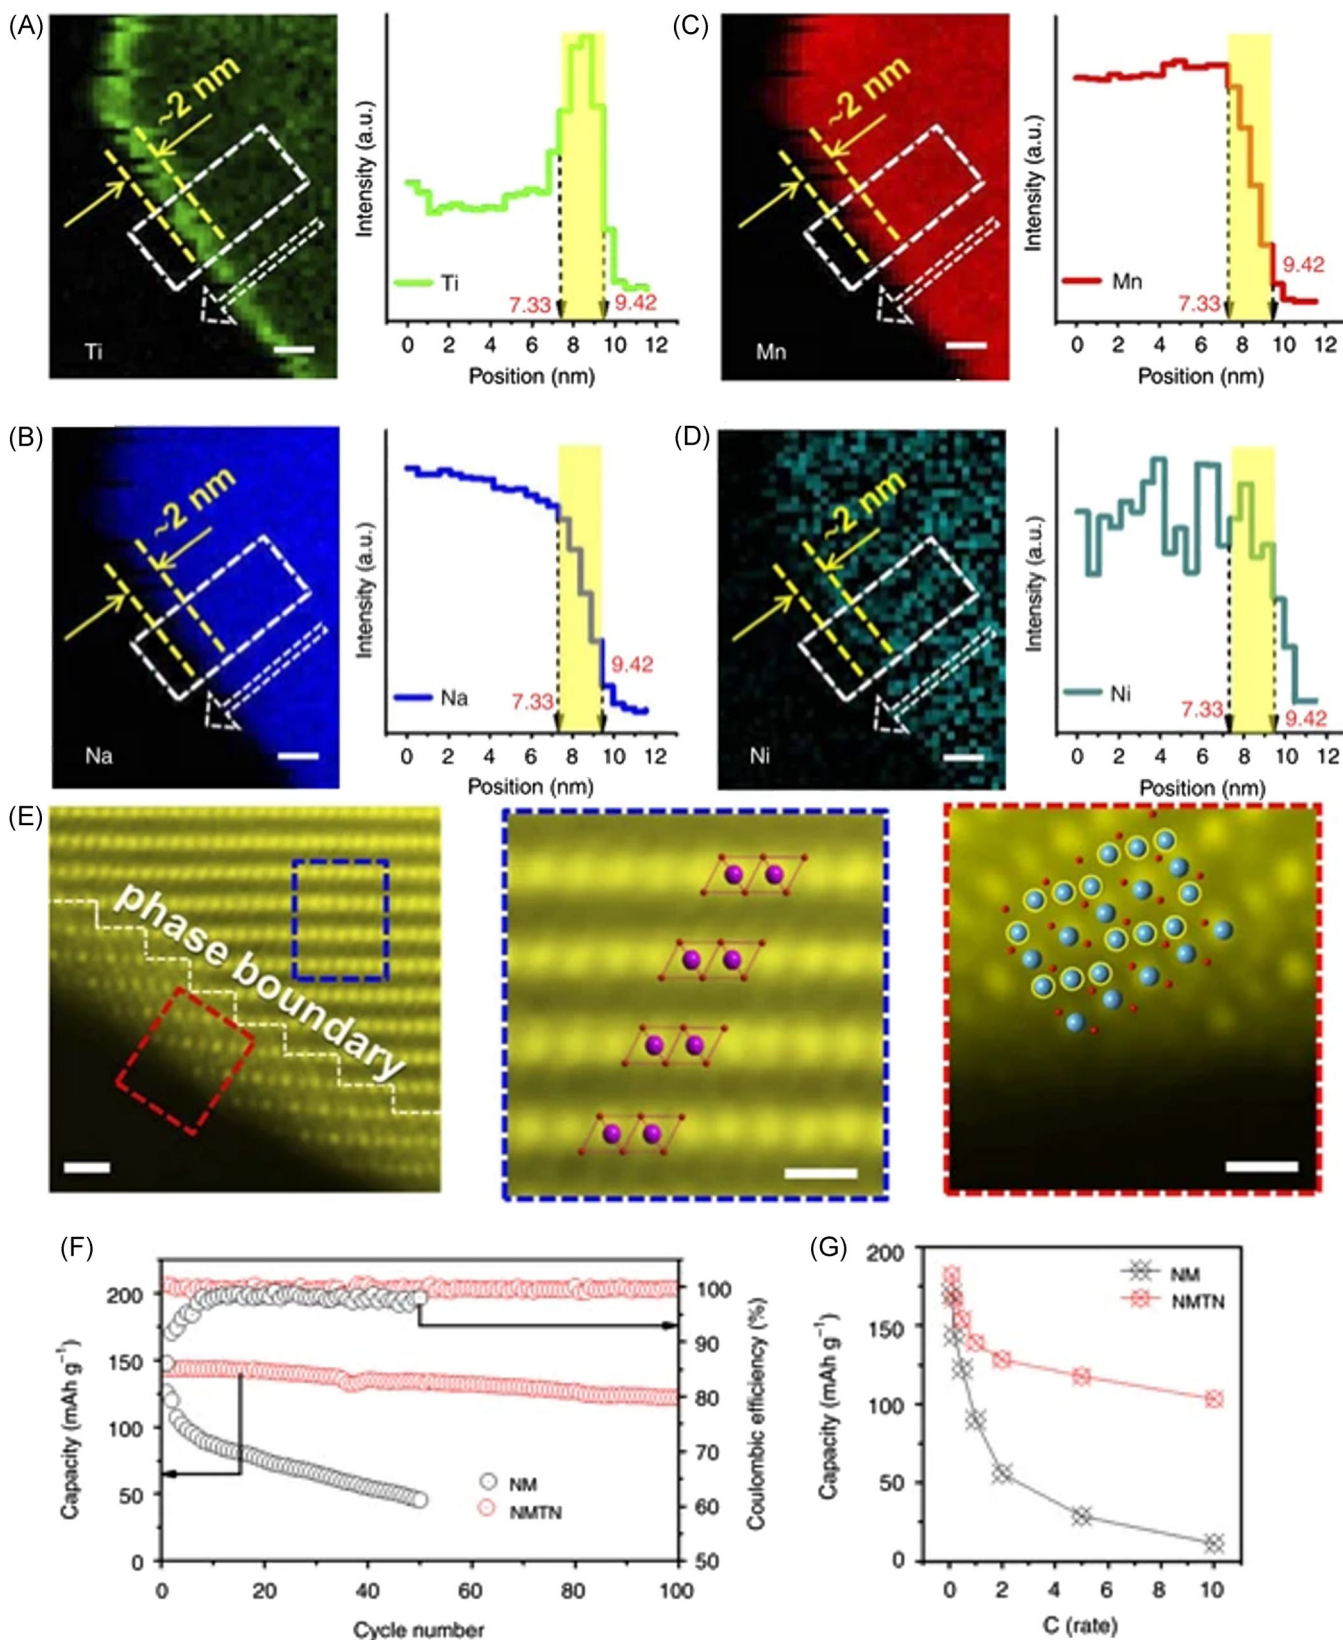 (A)
~2 nm
Ti
Intensity (a.u.)
Ti
7.33
9.42
0 2 4 6 8 10 12
Position (nm)
(C)
~2 nm
Mn
Intensity (a.u.)
Mn
7.33
9.42
0 2 4 6 8 10 12
Position (nm)
(B)
~2 nm
Na
Intensity (a.u.)
Na
7.33
9.42
0 2 4 6 8 10 12
Position (nm)
(D)
~2 nm
Ni
Intensity (a.u.)
Ni
7.33
9.42
0 2 4 6 8 10 12
Position (nm)
(E)
phase boundary
(F)
Capacity (mAh g⁻¹)
200
150
100
50
0
100
90
80
70
60
50
Coulombic efficiency (%)
NM
NMTN
0 20 40 60 80 100
Cycle number
(G)
Capacity (mAh g⁻¹)
200
150
100
50
0
NM
NMTN
0 2 4 6 8 10
C (rate)